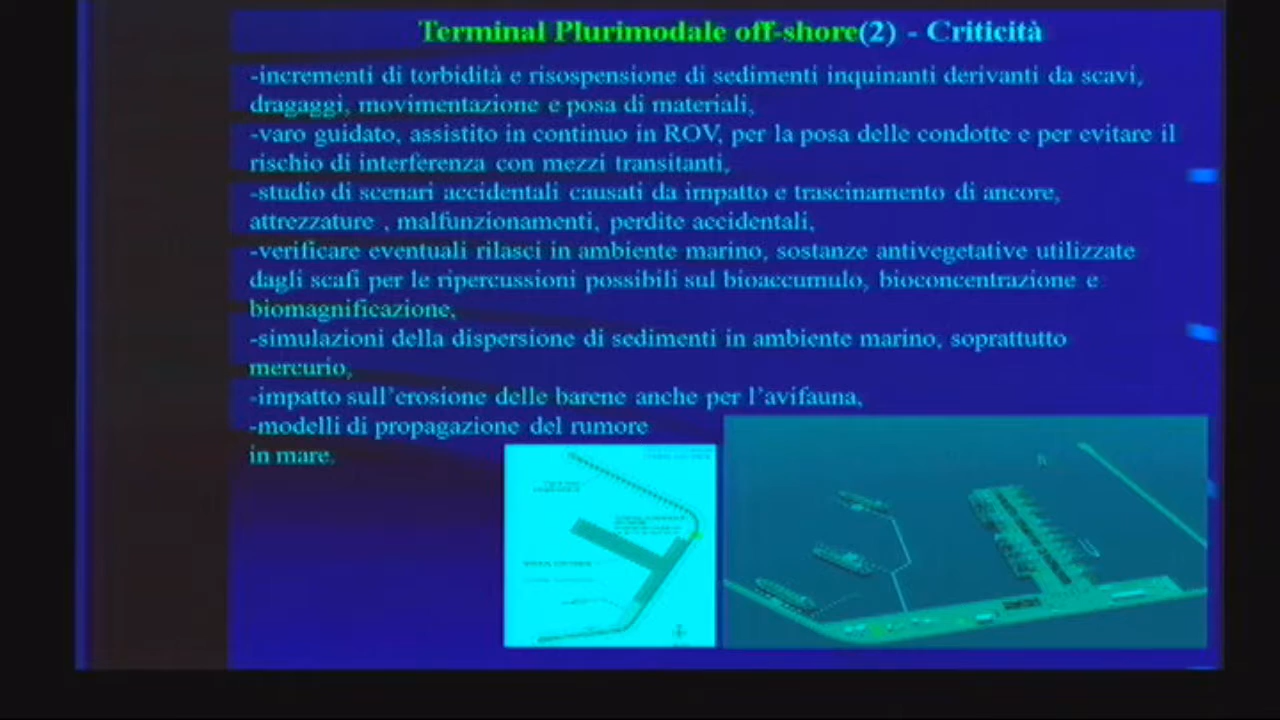 Terminal Plurimodale off-shore(2) - Criticità
-incrementi di torbidità e risospensione di sedimenti inquinanti derivanti da scavi,
dragaggi, movimentazione e posa di materiali,
-varo guidato, assistito in continuo in ROV, per la posa delle condotte e per evitare il
rischio di interferenza con mezzi transitanti,
-studio di scenari accidentali causati da impatto e trascinamento di ancore,
attrezzature , malfunzionamenti, perdite accidentali,
-verificare eventuali rilasci in ambiente marino, sostanze antivegetative utilizzate
dagli scafi per le ripercussioni possibili sul bioaccumulo, bioconcentrazione e
biomagnificazione,
-simulazioni della dispersione di sedimenti in ambiente marino, soprattutto
mercurio,
-impatto sull'erosione delle barene anche per l'avifauna,
-modelli di propagazione del rumore
in mare.